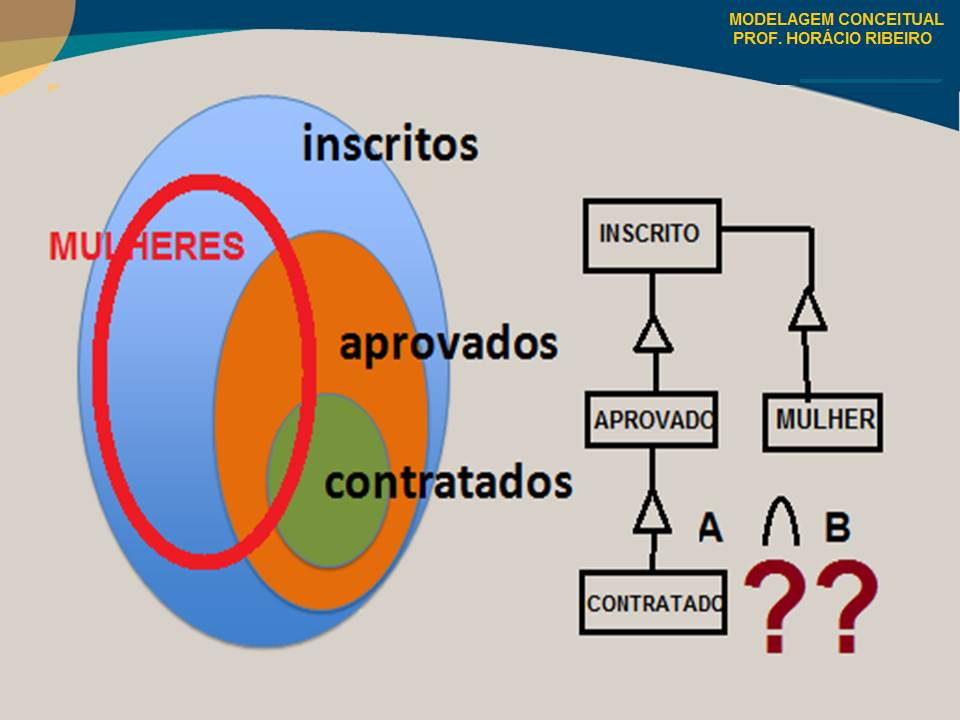 MODELAGEM CONCEITUAL
PROF. HORÁCIO RIBEIRO
inscritos
MULHERES
aprovados
contratados
INSCRITO
APROVADO
MULHER
A ∩ B
CONTRATADO
??